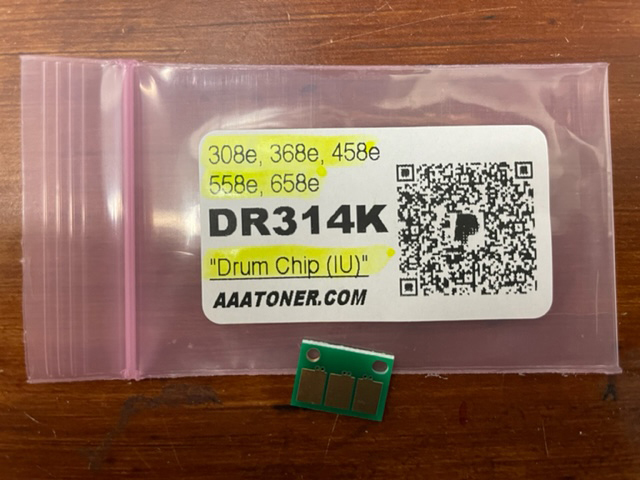 308e, 368e, 458e
558e, 658e
DR314K
"Drum Chip (IU)"
AAATONER.COM